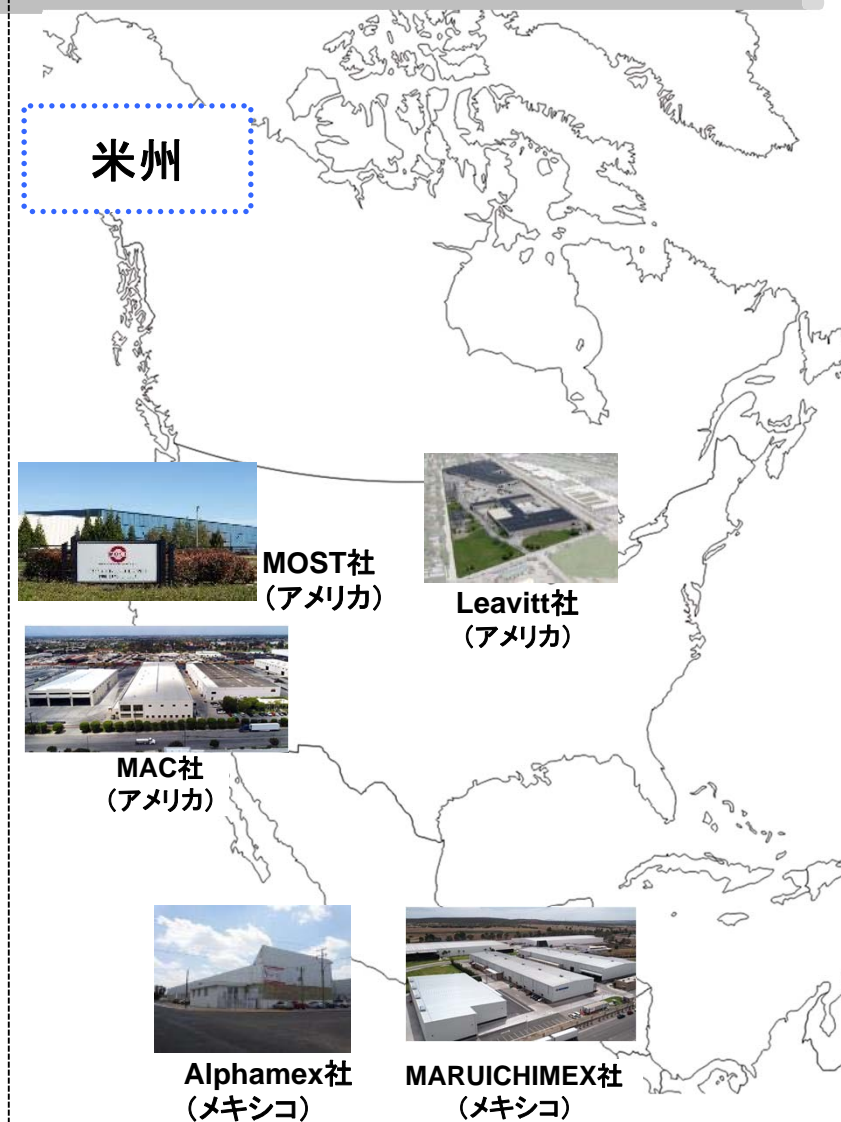 米州
MOST社
（アメリカ）
Leavitt社
（アメリカ）
MAC社
（アメリカ）
Alphamex社
（メキシコ）
MARUICHIMEX社
（メキシコ）